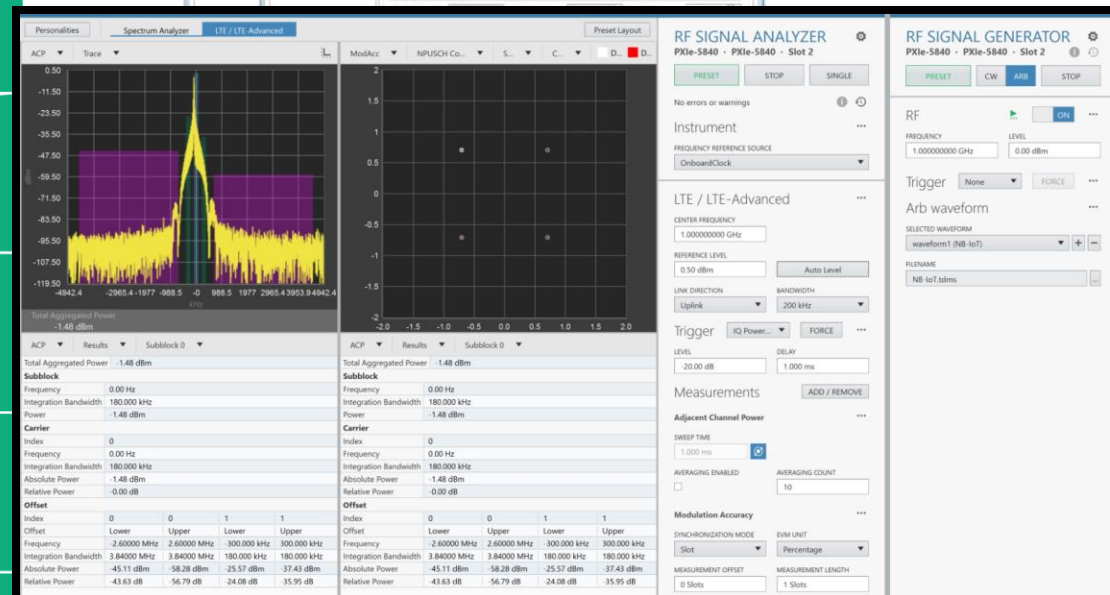 Personalities
Spectrum Analyzer
LTE / LTE-Advanced
Preset Layout
ACP Trace
0.50
-11.50
-23.50
-35.50
-47.50
-59.50
-71.50
-83.50
-95.50
-107.50
-119.50
dBm
-4942.4 -2965.4 -1977 -988.5 -0 988.5 1977 2965.4 3953.9 4942.4
kHz
Total Aggregated Power
-1.48 dBm
ModAcc NPUSCH Co... S... C... D... D...
2
1.5
1
0.5
0
-0.5
-1
-1.5
-2
-2.0 -1.5 -1.0 -0.5 0.0 0.5 1.0 1.5 2.0
ACP Results Subblock 0
Total Aggregated Power -1.48 dBm
Subblock
Frequency 0.00 Hz
Integration Bandwidth 180.000 kHz
Power -1.48 dBm
Carrier
Index 0
Frequency 0.00 Hz
Integration Bandwidth 180.000 kHz
Absolute Power -1.48 dBm
Relative Power -0.00 dB
Offset
Index 0 0 1 1
Offset Lower Upper Lower Upper
Frequency -2.60000 MHz 2.60000 MHz -300.000 kHz 300.000 kHz
Integration Bandwidth 3.84000 MHz 3.84000 MHz 180.000 kHz 180.000 kHz
Absolute Power -45.11 dBm -58.28 dBm -25.57 dBm -37.43 dBm
Relative Power -43.63 dB -56.79 dB -24.08 dB -35.95 dB
ACP Results Subblock 0
Total Aggregated Power -1.48 dBm
Subblock
Frequency 0.00 Hz
Integration Bandwidth 180.000 kHz
Power -1.48 dBm
Carrier
Index 0
Frequency 0.00 Hz
Integration Bandwidth 180.000 kHz
Absolute Power -1.48 dBm
Relative Power -0.00 dB
Offset
Index 0 0 1 1
Offset Lower Upper Lower Upper
Frequency -2.60000 MHz 2.60000 MHz -300.000 kHz 300.000 kHz
Integration Bandwidth 3.84000 MHz 3.84000 MHz 180.000 kHz 180.000 kHz
Absolute Power -45.11 dBm -58.28 dBm -25.57 dBm -37.43 dBm
Relative Power -43.63 dB -56.79 dB -24.08 dB -35.95 dB
RF SIGNAL ANALYZER
PXIe-5840 · PXIe-5840 · Slot 2
PRESET STOP SINGLE
No errors or warnings
Instrument
FREQUENCY REFERENCE SOURCE
OnboardClock
LTE / LTE-Advanced
CENTER FREQUENCY
1.000000000 GHz
REFERENCE LEVEL
0.50 dBm Auto Level
LINK DIRECTION BANDWIDTH
Uplink 200 kHz
Trigger IQ Power... FORCE
LEVEL DELAY
-20.00 dB 1.000 ms
Measurements ADD / REMOVE
Adjacent Channel Power
SWEEP TIME
1.000 ms
AVERAGING ENABLED AVERAGING COUNT
10
Modulation Accuracy
SYNCHRONIZATION MODE EVM UNIT
Slot Percentage
MEASUREMENT OFFSET MEASUREMENT LENGTH
0 Slots 1 Slots
RF SIGNAL GENERATOR
PXIe-5840 · PXIe-5840 · Slot 2
PRESET CW ARB STOP
RF ON
FREQUENCY LEVEL
1.000000000 GHz 0.00 dBm
Trigger None FORCE
Arb waveform
SELECTED WAVEFORM
waveform1 (NB-IoT)
FILENAME
NB-IoT.tdms